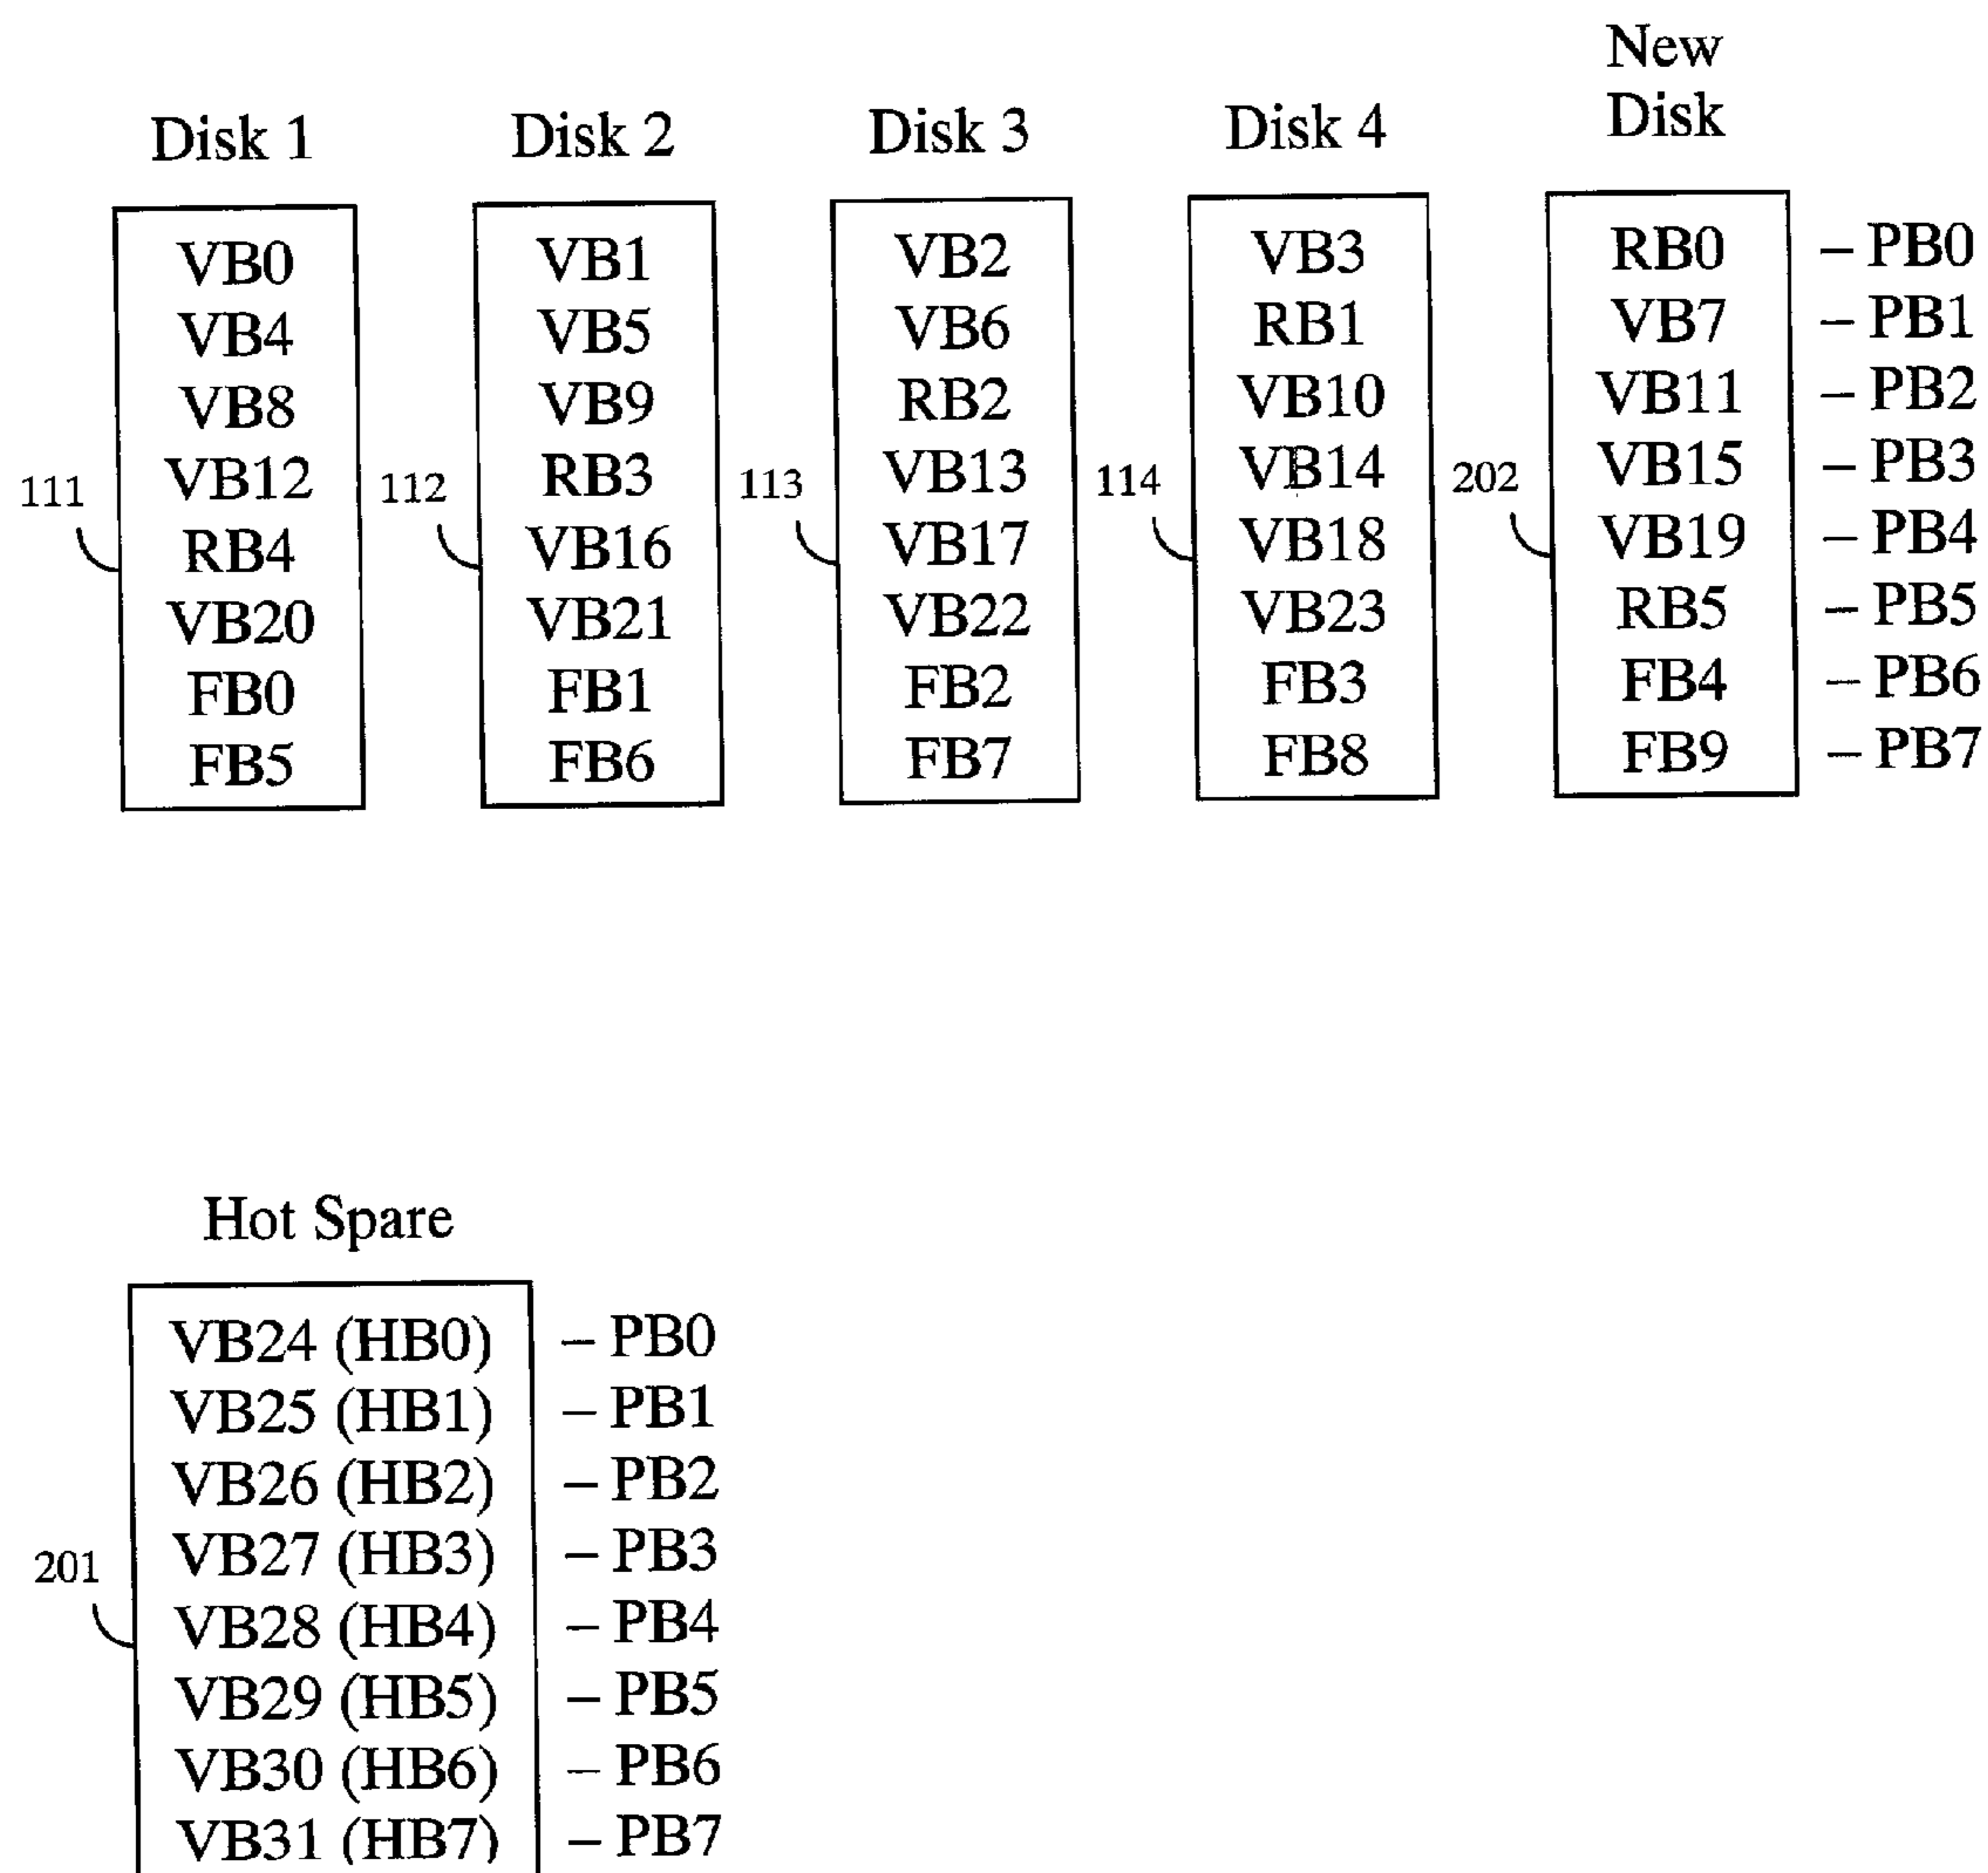 New
Disk 1 Disk 2 Disk 3 Disk 4 Disk
VB0 VB1 VB2 VB3 RB0 – PB0
VB4 VB5 VB6 RB1 VB7 – PB1
VB8 VB9 RB2 VB10 VB11 – PB2
111 VB12 112 RB3 113 VB13 114 VB14 202 VB15 – PB3
RB4 VB16 VB17 VB18 VB19 – PB4
VB20 VB21 VB22 VB23 RB5 – PB5
FB0 FB1 FB2 FB3 FB4 – PB6
FB5 FB6 FB7 FB8 FB9 – PB7
Hot Spare
VB24 (HB0) – PB0
VB25 (HB1) – PB1
VB26 (HB2) – PB2
201 VB27 (HB3) – PB3
VB28 (HB4) – PB4
VB29 (HB5) – PB5
VB30 (HB6) – PB6
VB31 (HB7) – PB7